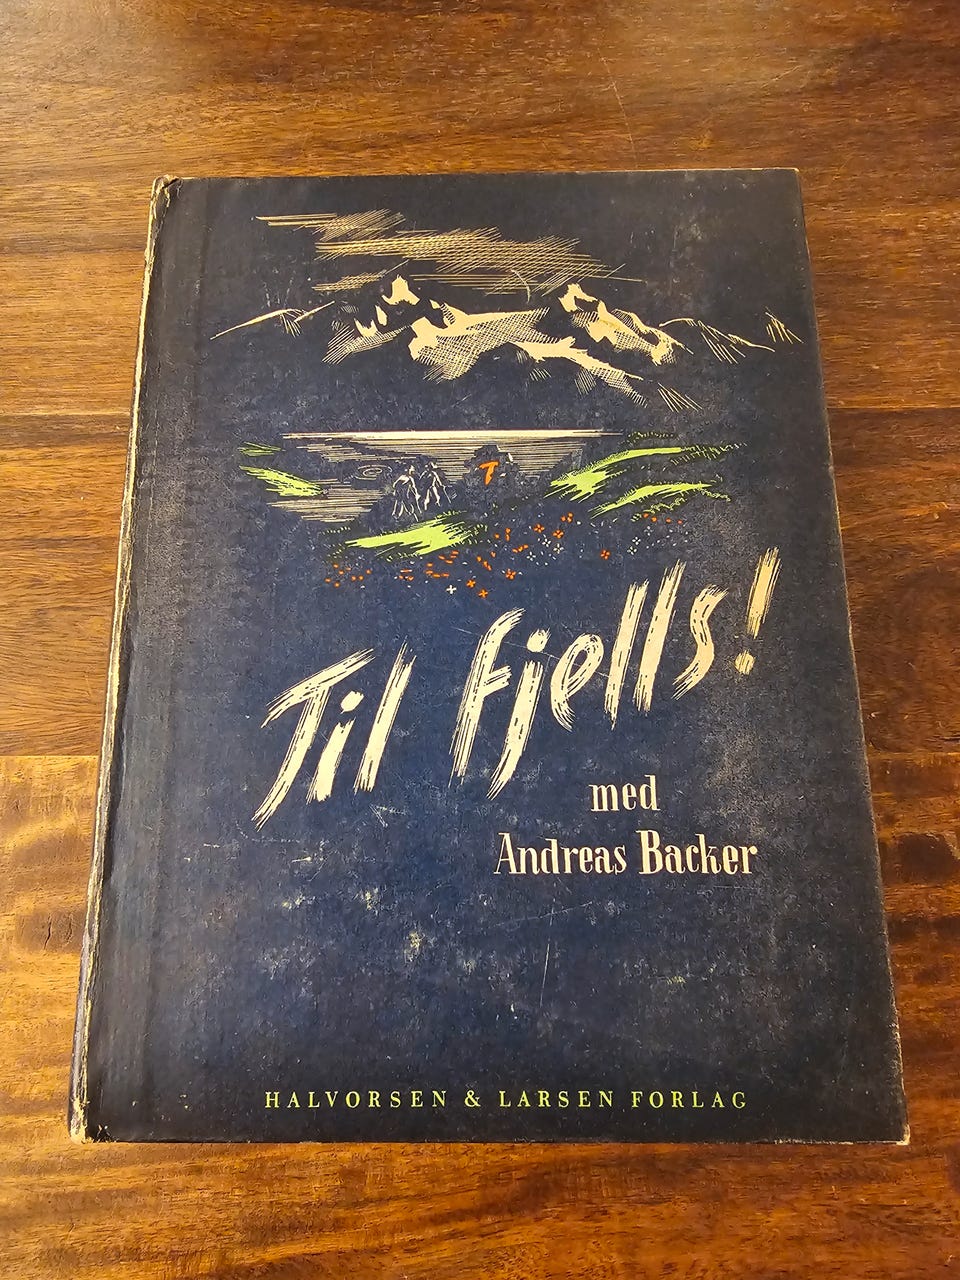 T
Til fjells!
med
Andreas Backer
HALVORSEN & LARSEN FORLAG